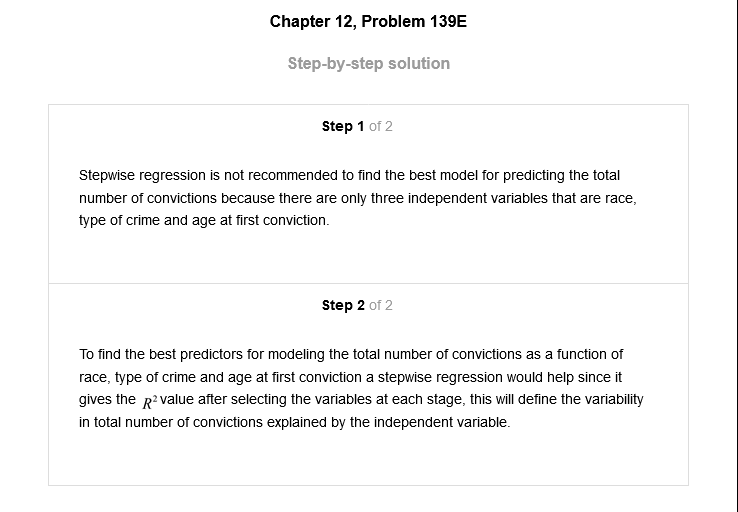 Chapter 12, Problem 139E
Step-by-step solution
Step 1 of 2
Stepwise regression is not recommended to find the best model for predicting the total
number of convictions because there are only three independent variables that are race,
type of crime and age at first conviction.
Step 2 of 2
To find the best predictors for modeling the total number of convictions as a function of
race, type of crime and age at first conviction a stepwise regression would help since it
gives the R² value after selecting the variables at each stage, this will define the variability
in total number of convictions explained by the independent variable.